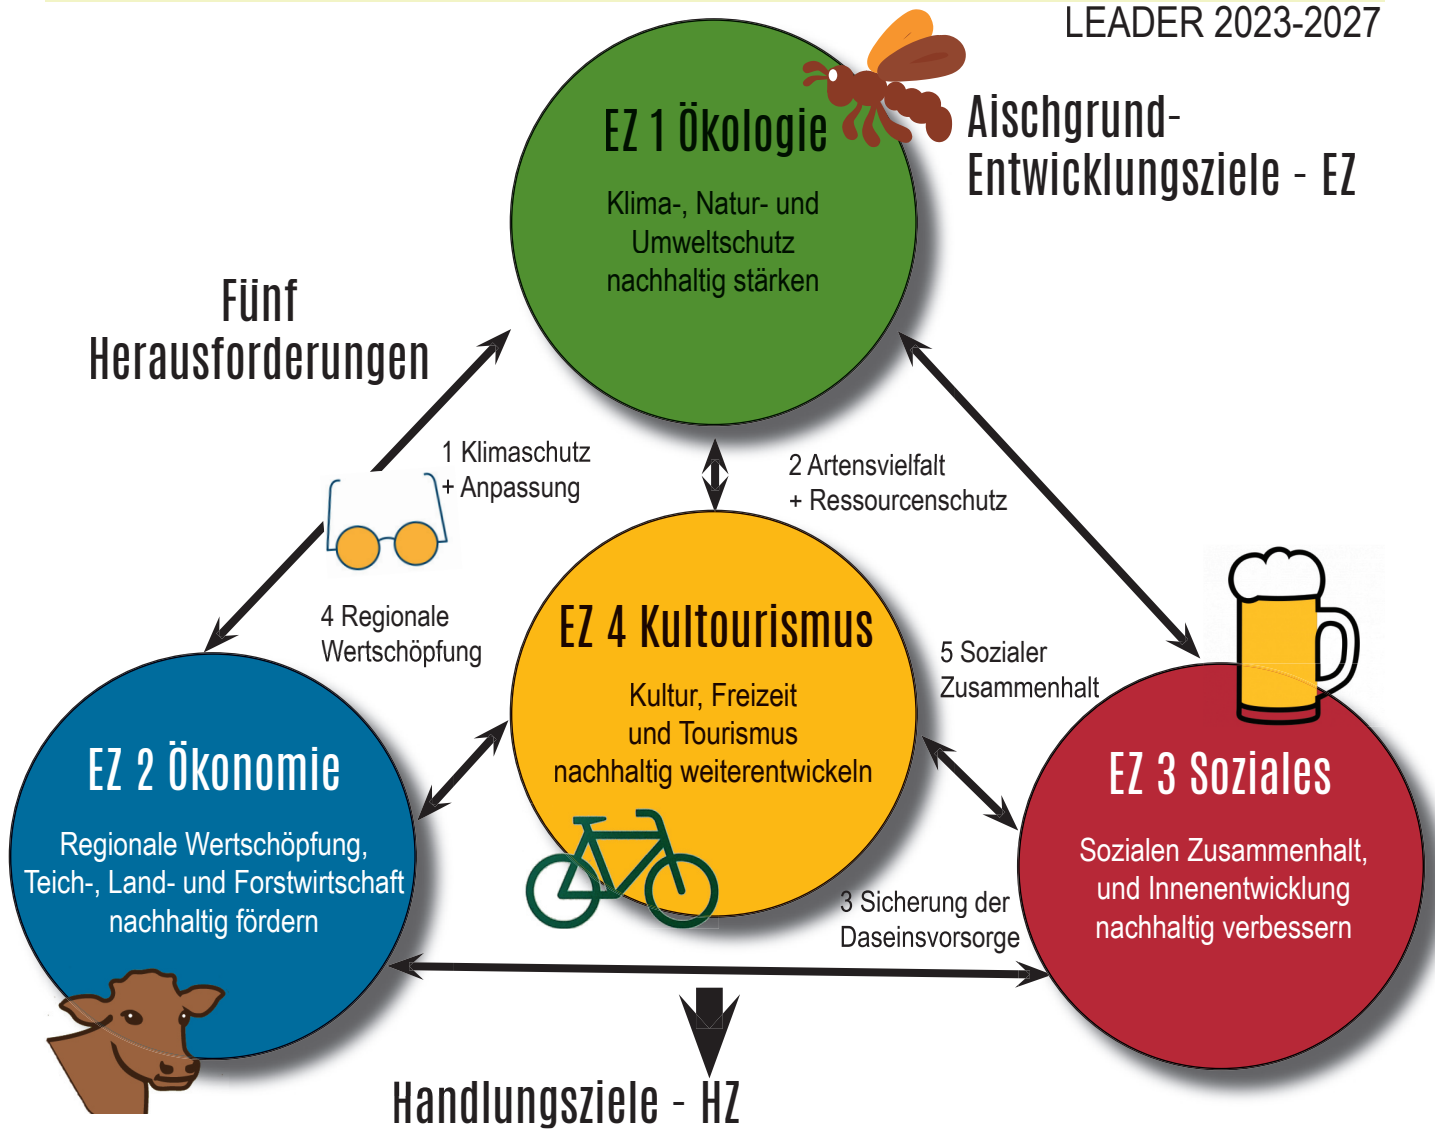 LEADER 2023-2027
Aischgrund-
Entwicklungsziele - EZ
EZ 1 Ökologie
Klima-, Natur- und
Umweltschutz
nachhaltig stärken
Fünf
Herausforderungen
1 Klimaschutz
+ Anpassung
2 Artensvielfalt
+ Ressourcenschutz
4 Regionale
Wertschöpfung
EZ 4 Kultourismus
Kultur, Freizeit
und Tourismus
nachhaltig weiterentwickeln
5 Sozialer
Zusammenhalt
EZ 2 Ökonomie
Regionale Wertschöpfung,
Teich-, Land- und Forstwirtschaft
nachhaltig fördern
EZ 3 Soziales
Sozialen Zusammenhalt,
und Innenentwicklung
nachhaltig verbessern
3 Sicherung der
Daseinsvorsorge
Handlungsziele - HZ